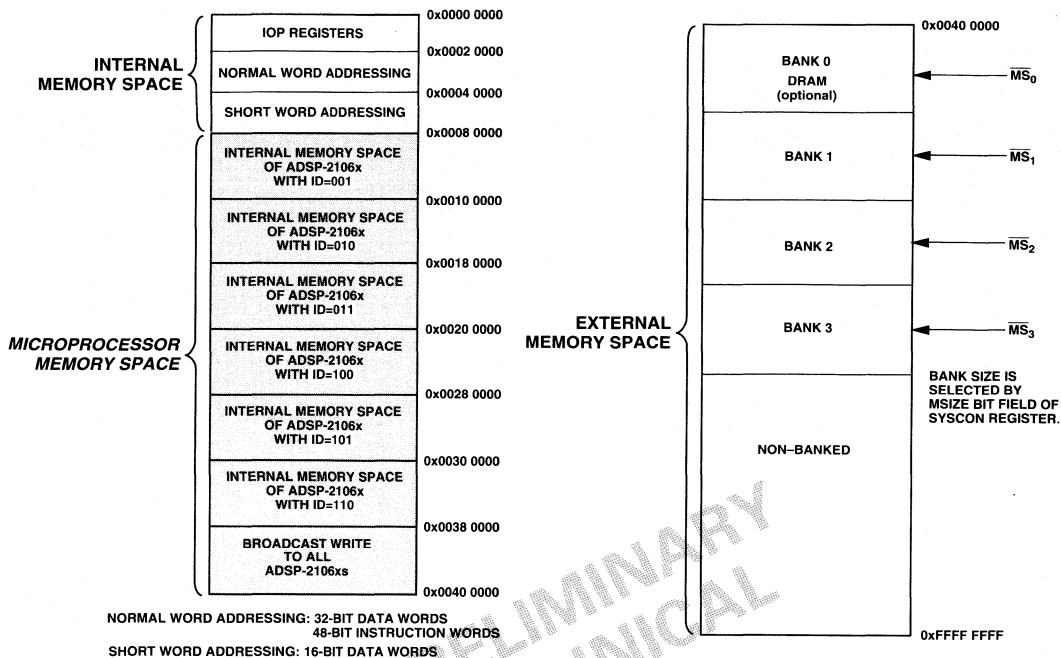 0x0000 0000
IOP REGISTERS
0x0002 0000
INTERNAL
MEMORY SPACE
NORMAL WORD ADDRESSING
0x0004 0000
SHORT WORD ADDRESSING
0x0008 0000
INTERNAL MEMORY SPACE
OF ADSP-2106x
WITH ID=001
0x0010 0000
INTERNAL MEMORY SPACE
OF ADSP-2106x
WITH ID=010
0x0018 0000
INTERNAL MEMORY SPACE
OF ADSP-2106x
WITH ID=011
0x0020 0000
MICROPROCESSOR
MEMORY SPACE
INTERNAL MEMORY SPACE
OF ADSP-2106x
WITH ID=100
0x0028 0000
INTERNAL MEMORY SPACE
OF ADSP-2106x
WITH ID=101
0x0030 0000
INTERNAL MEMORY SPACE
OF ADSP-2106x
WITH ID=110
0x0038 0000
BROADCAST WRITE
TO ALL
ADSP-2106xs
0x0040 0000
NORMAL WORD ADDRESSING: 32-BIT DATA WORDS
48-BIT INSTRUCTION WORDS
SHORT WORD ADDRESSING: 16-BIT DATA WORDS
0x0040 0000
BANK 0
DRAM
(optional)
MS0
BANK 1
MS1
BANK 2
MS2
EXTERNAL
MEMORY SPACE
BANK 3
MS3
BANK SIZE IS
SELECTED BY
MSIZE BIT FIELD OF
SYSCON REGISTER.
NON–BANKED
0xFFFF FFFF
PRELIMINARY